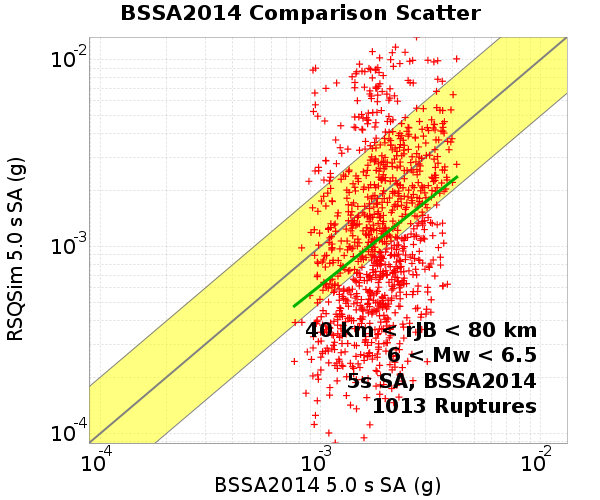 BSSA2014 Comparison Scatter
RSQSim 5.0 s SA (g)
10-2
10-3
10-4
40 km < rJB < 80 km
6 < Mw < 6.5
5s SA, BSSA2014
1013 Ruptures
10-4 10-3 10-2
BSSA2014 5.0 s SA (g)